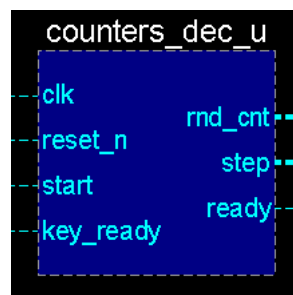 counters_dec_u
clk
rnd_cnt
reset_n
step
start
ready
key_ready